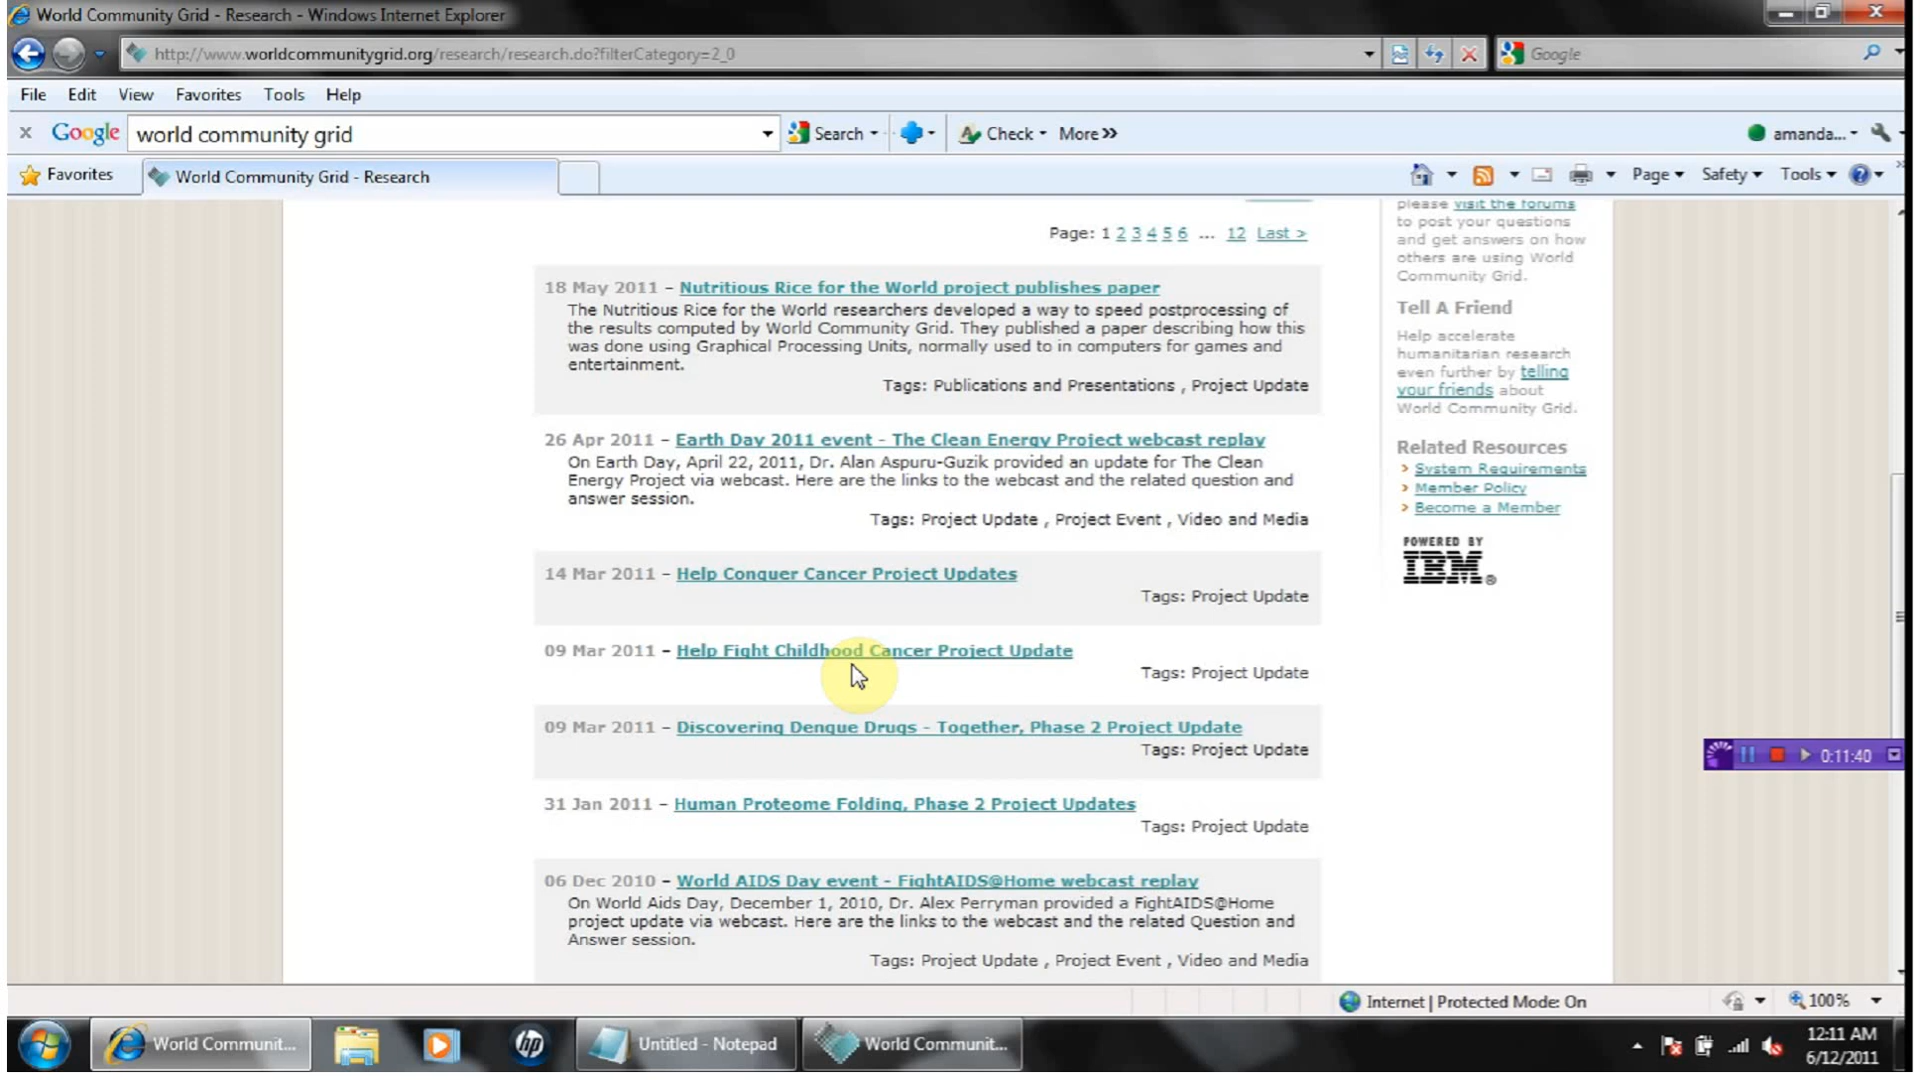 World Community Grid - Research - Windows Internet Explorer
http://www.worldcommunitygrid.org/research/research.do?filterCategory=2_0
Google
File Edit View Favorites Tools Help
x Google world community grid Search Check More »
amanda...
Favorites World Community Grid - Research
Page Safety Tools
Page: 1 2 3 4 5 6 ... 12 Last >
18 May 2011 - Nutritious Rice for the World project publishes paper
The Nutritious Rice for the World researchers developed a way to speed postprocessing of
the results computed by World Community Grid. They published a paper describing how this
was done using Graphical Processing Units, normally used to in computers for games and
entertainment.
Tags: Publications and Presentations , Project Update
26 Apr 2011 - Earth Day 2011 event - The Clean Energy Project webcast replay
On Earth Day, April 22, 2011, Dr. Alan Aspuru-Guzik provided an update for The Clean
Energy Project via webcast. Here are the links to the webcast and the related question and
answer session.
Tags: Project Update , Project Event , Video and Media
14 Mar 2011 - Help Conquer Cancer Project Updates
Tags: Project Update
09 Mar 2011 - Help Fight Childhood Cancer Project Update
Tags: Project Update
09 Mar 2011 - Discovering Dengue Drugs - Together, Phase 2 Project Update
Tags: Project Update
31 Jan 2011 - Human Proteome Folding, Phase 2 Project Updates
Tags: Project Update
06 Dec 2010 - World AIDS Day event - FightAIDS@Home webcast replay
On World Aids Day, December 1, 2010, Dr. Alex Perryman provided a FightAIDS@Home
project update via webcast. Here are the links to the webcast and the related Question and
Answer session.
Tags: Project Update , Project Event , Video and Media
please visit the forums
to post your questions
and get answers on how
others are using World
Community Grid.
Tell A Friend
Help accelerate
humanitarian research
even further by telling
your friends about
World Community Grid.
Related Resources
> System Requirements
> Member Policy
> Become a Member
POWERED BY
IBM®
0:11:40
Internet | Protected Mode: On
100%
World Communit...
hp
Untitled - Notepad
World Communit...
12:11 AM
6/12/2011